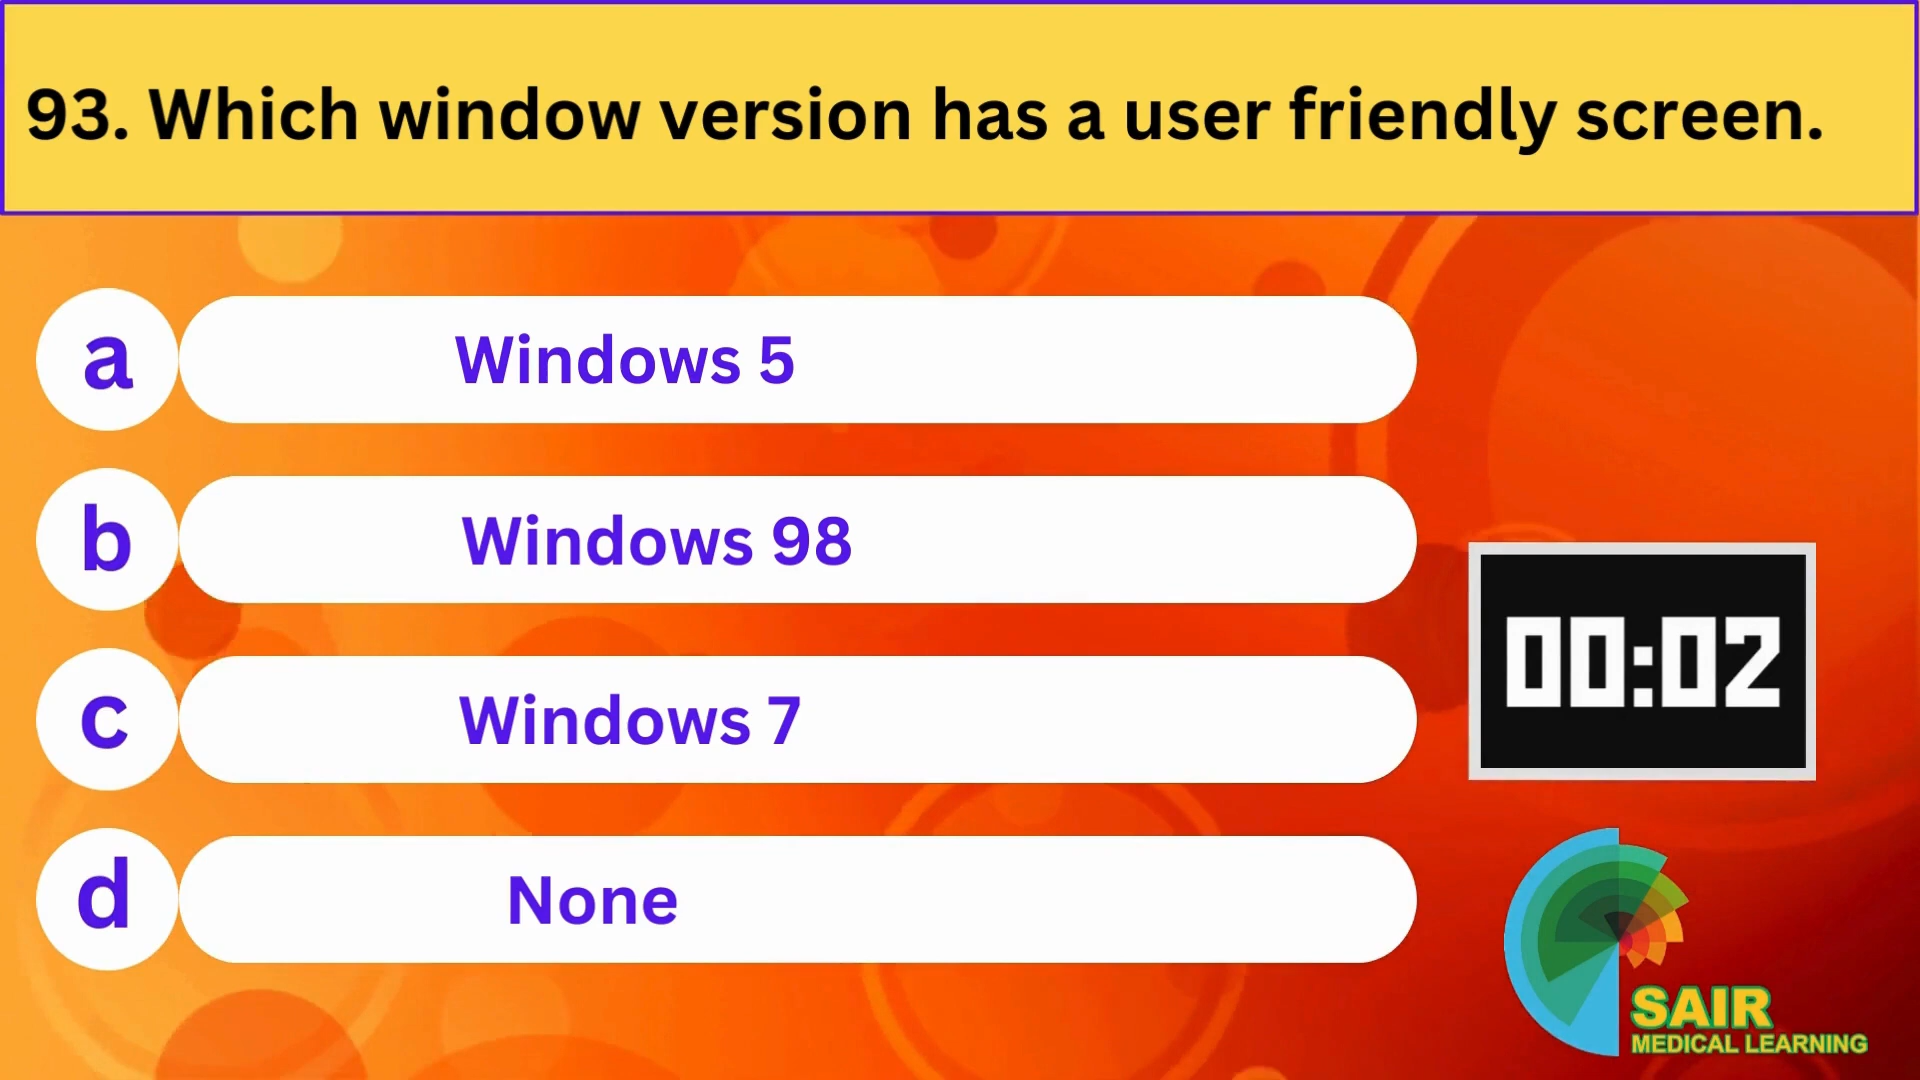 93. Which window version has a user friendly screen.
a Windows 5
b Windows 98
c Windows 7
00:02
d None
SAIR
MEDICAL LEARNING